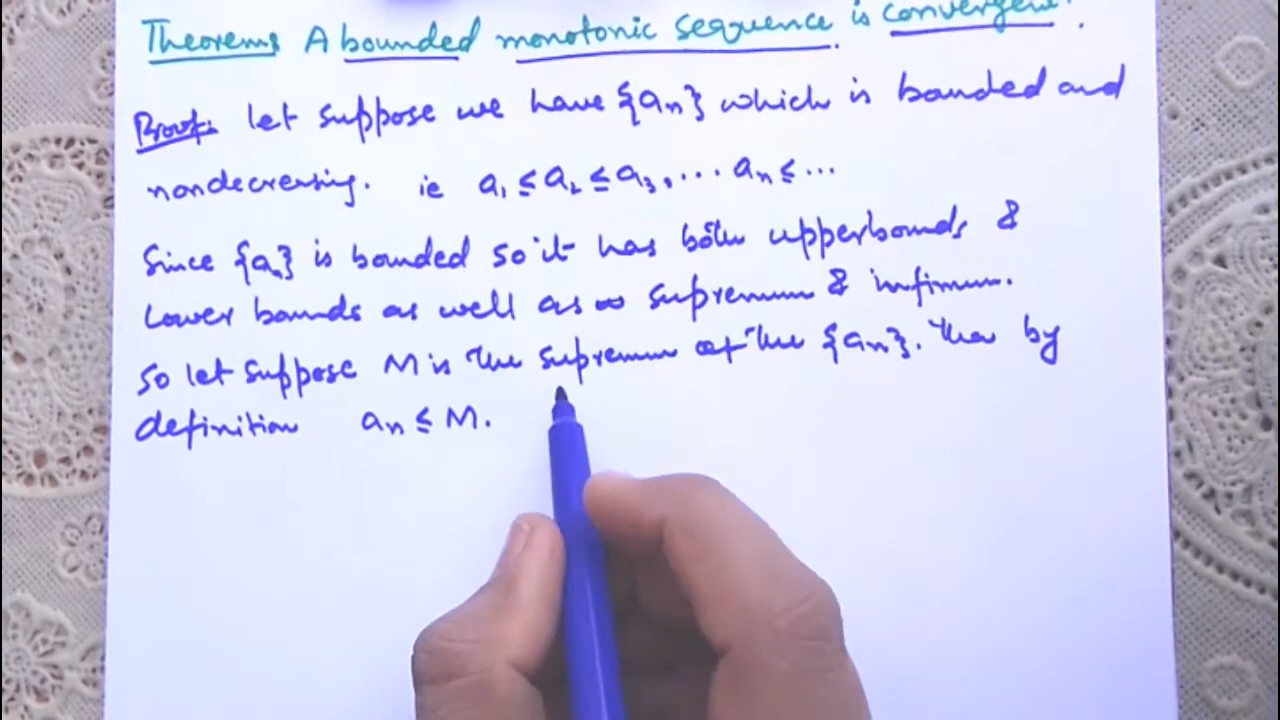 Theorem: A bounded monotonic sequence is convergent.
Proof: let suppose we have {an} which is bounded and
nondecreasing. ie a1 ≤ a2 ≤ a3, ... an ≤ ...
Since {an} is bounded so it has both upperbounds &
Lower bounds as well as supremum & infimum.
So let suppose M is the supremum of the {an}. then by
definition an ≤ M.